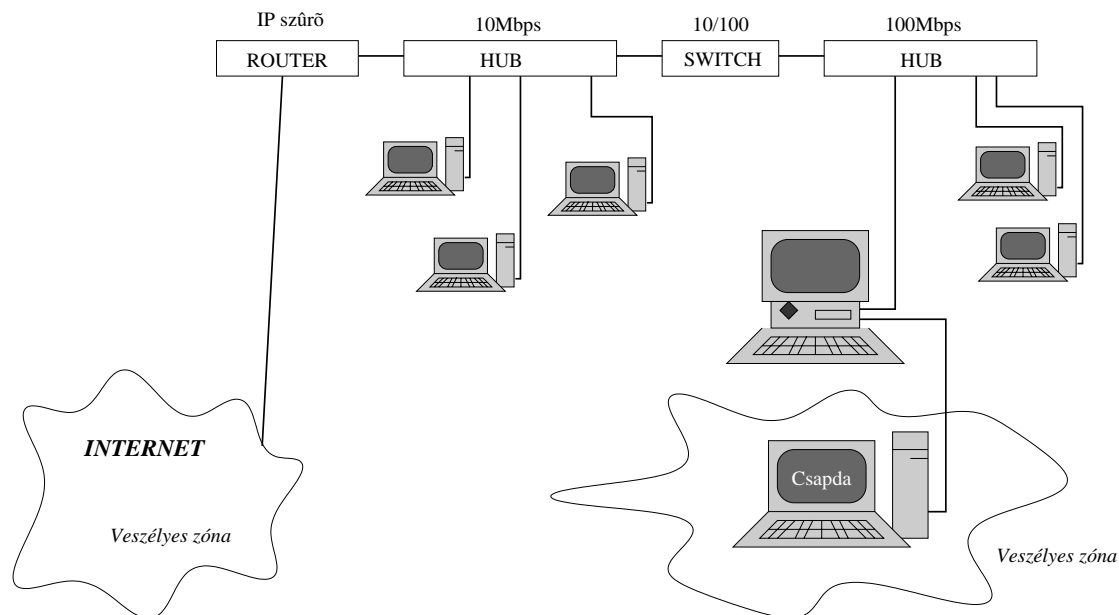 IP szûrõ
10Mbps
10/100
100Mbps
ROUTER
HUB
SWITCH
HUB
INTERNET
Csapda
Veszélyes zóna
Veszélyes zóna